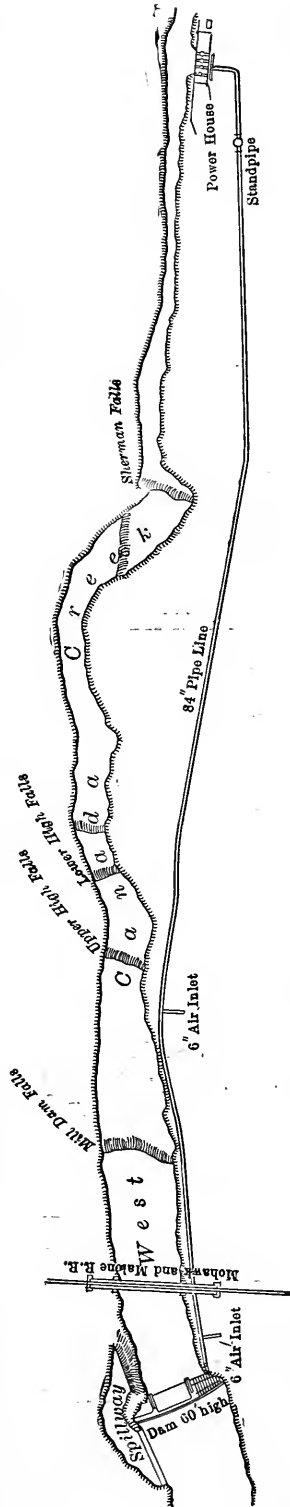 Spillway
Dam 60' high
6" Air Inlet
Mohawk and Malone R.R.
West Canada Creek
Mill Dam Falls
6" Air Inlet
Upper High Falls
Lower High Falls
84" Pipe Line
Sherman Falls
Standpipe
Power House